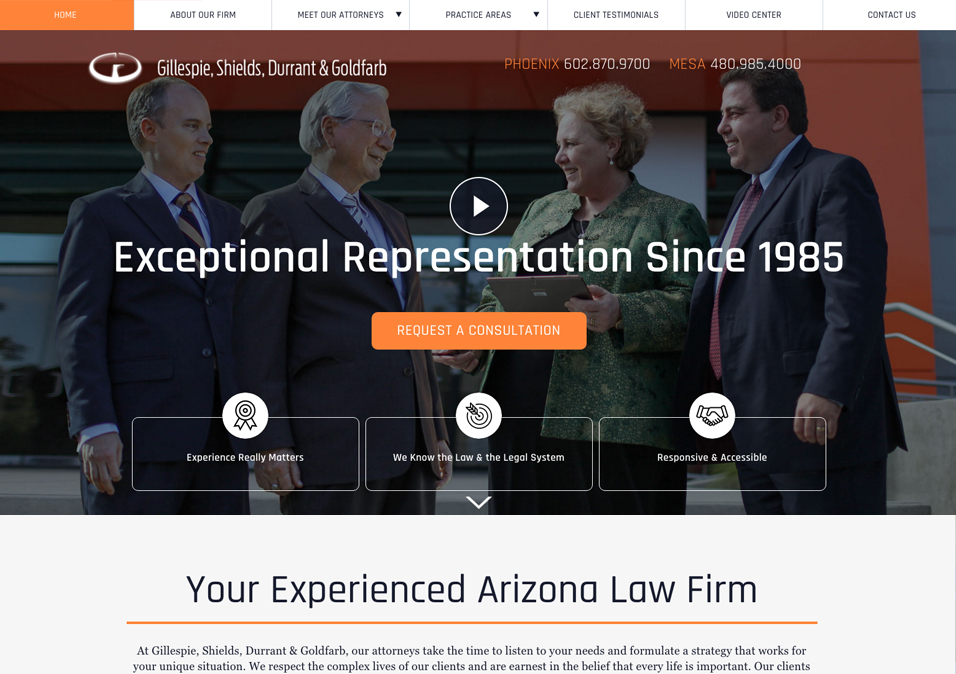 HOME
ABOUT OUR FIRM
MEET OUR ATTORNEYS ▼
PRACTICE AREAS ▼
CLIENT TESTIMONIALS
VIDEO CENTER
CONTACT US
Gillespie, Shields, Durrant & Goldfarb
PHOENIX 602.870.9700 MESA 480.985.4000
Exceptional Representation Since 1985
REQUEST A CONSULTATION
Experience Really Matters
We Know the Law & the Legal System
Responsive & Accessible
Your Experienced Arizona Law Firm
At Gillespie, Shields, Durrant & Goldfarb, our attorneys take the time to listen to your needs and formulate a strategy that works for
your unique situation. We respect the complex lives of our clients and are earnest in the belief that every life is important. Our clients